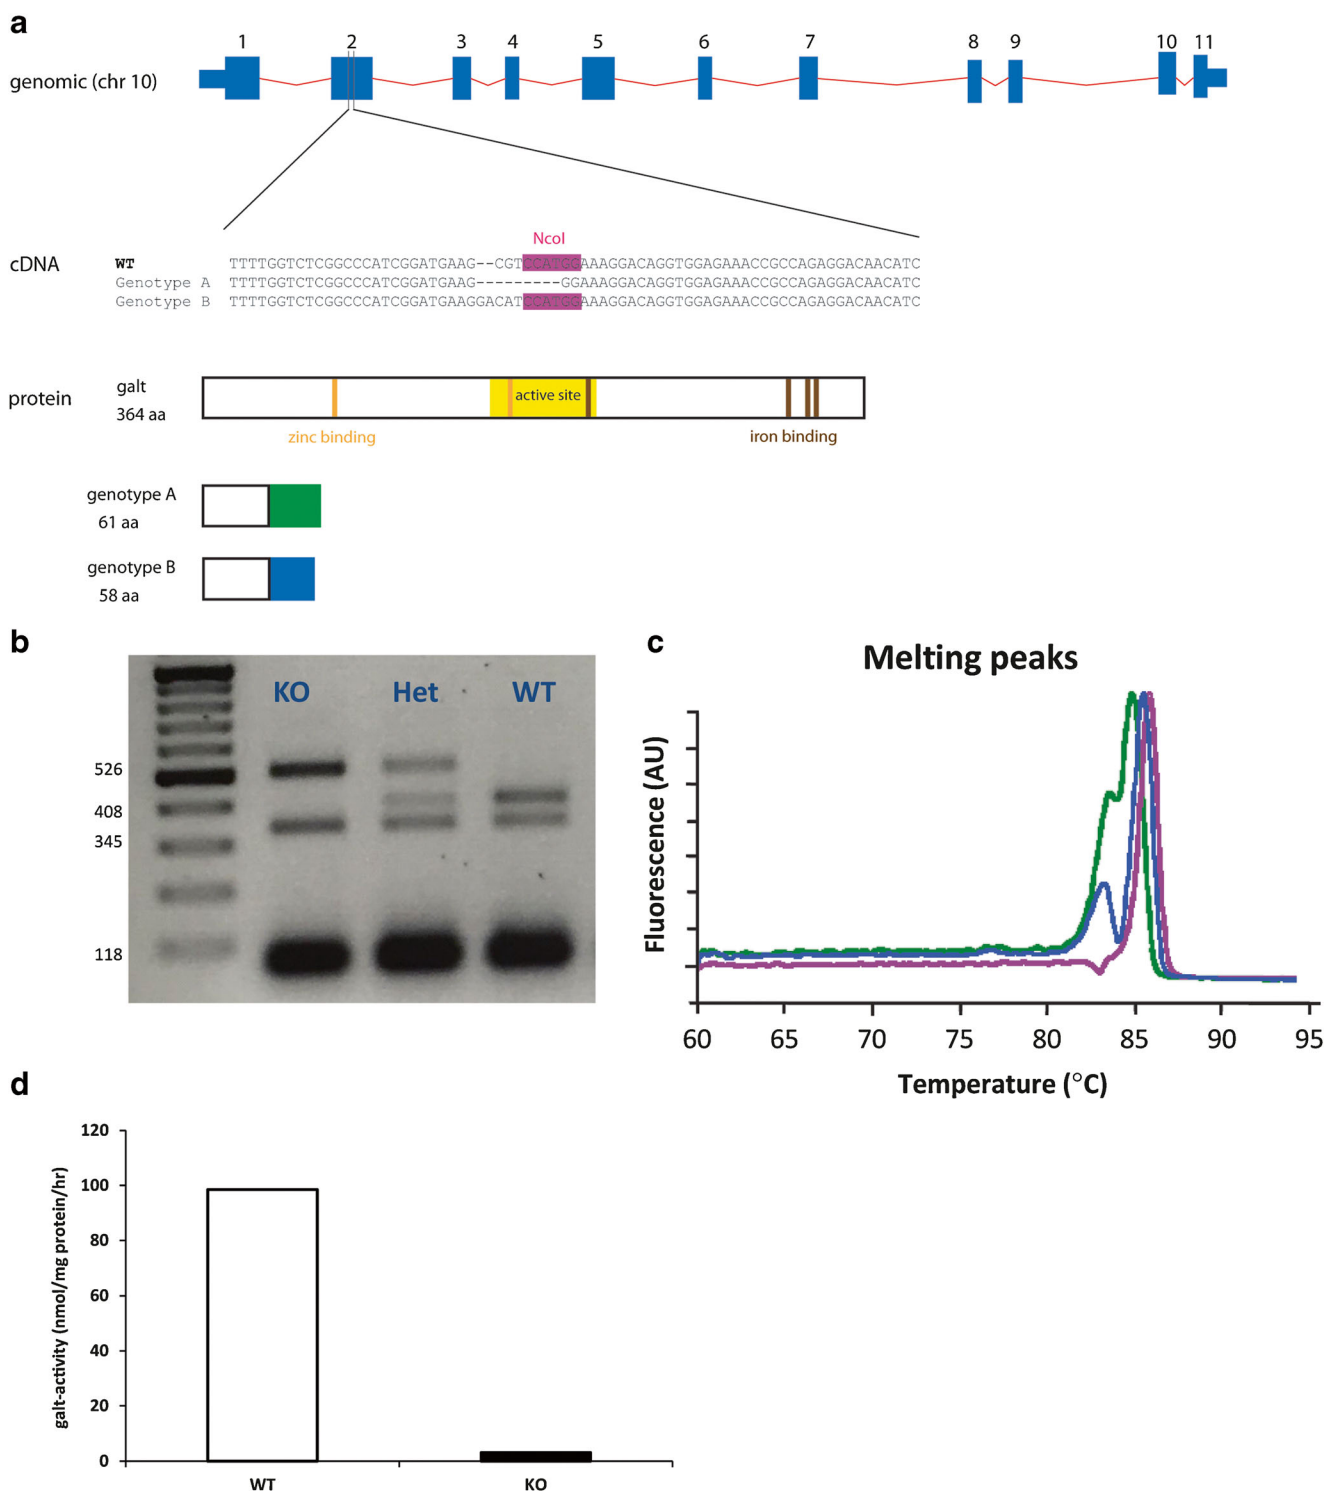 a
1 2 3 4 5 6 7 8 9 10 11
genomic (chr 10)
NcoI
cDNA
WT TTTTGGTCTCGGCCCATCGGATGAAG--CGTCCATGGAAAGGACAGGTGGAGAAACCGCCAGAGGACAACATC
Genotype A TTTTGGTCTCGGCCCATCGGATGAAG---------GGAAAGGACAGGTGGAGAAACCGCCAGAGGACAACATC
Genotype B TTTTGGTCTCGGCCCATCGGATGAAGGACATCCATGGAAAGGACAGGTGGAGAAACCGCCAGAGGACAACATC
protein
galt
364 aa
active site
zinc binding
iron binding
genotype A
61 aa
genotype B
58 aa
b
KO Het WT
526
408
345
118
c
Melting peaks
Fluorescence (AU)
60 65 70 75 80 85 90 95
Temperature (°C)
d
galt-activity (nmol/mg protein/hr)
120
100
80
60
40
20
0
WT KO